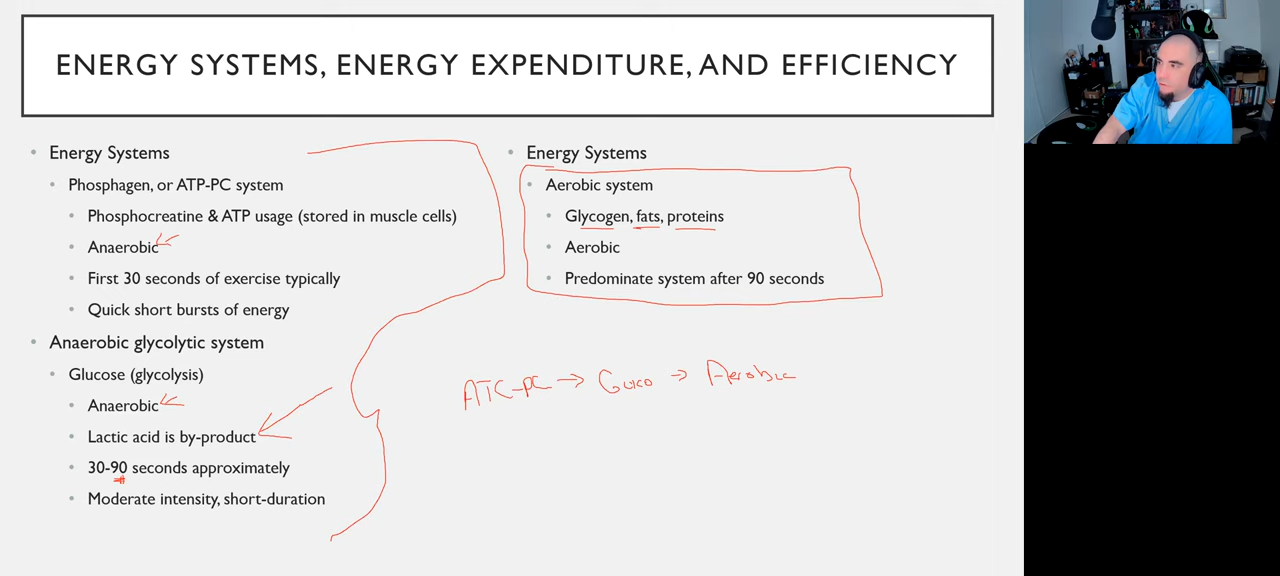 ENERGY SYSTEMS, ENERGY EXPENDITURE, AND EFFICIENCY
Energy Systems
Phosphagen, or ATP-PC system
Phosphocreatine & ATP usage (stored in muscle cells)
Anaerobic
First 30 seconds of exercise typically
Quick short bursts of energy
Anaerobic glycolytic system
Glucose (glycolysis)
Anaerobic
Lactic acid is by-product
30-90 seconds approximately
Moderate intensity, short-duration
Energy Systems
Aerobic system
Glycogen, fats, proteins
Aerobic
Predominate system after 90 seconds
ATC-PC → → Aerobic